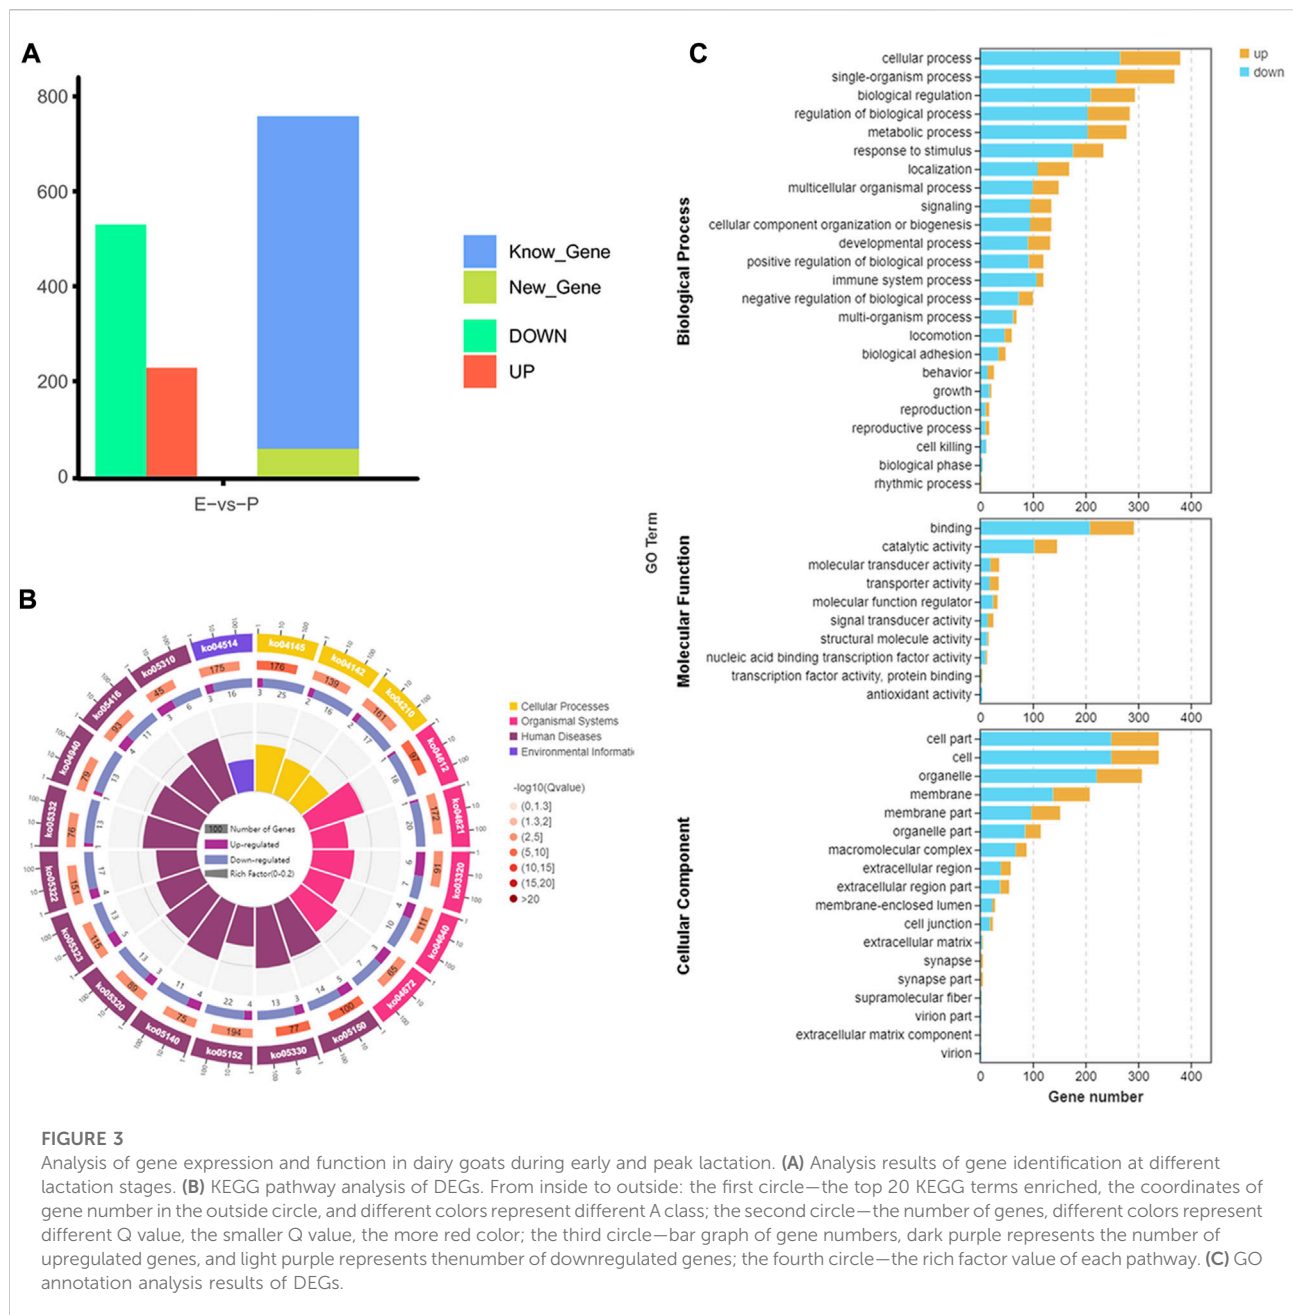 A
800
600
400
200
0
E-vs-P
Know_Gene
New_Gene
DOWN
UP
B
ko04514
ko04145
ko04142
ko04210
ko04612
ko04621
ko03320
ko04640
ko04672
ko05150
ko05330
ko05152
ko05140
ko05320
ko05323
ko05322
ko05332
ko04940
ko05416
ko05310
175
176
139
161
97
172
91
111
65
100
77
194
75
89
115
151
76
79
93
45
100 Number of Genes
Up-regulated
Down-regulated
Rich Factor(0-0.2)
Cellular Processes
Organismal Systems
Human Diseases
Environmental Informatic
-log10(Qvalue)
(0,1.3]
(1.3,2]
(2,5]
(5,10]
(10,15]
(15,20]
>20
C
up
down
GO Term
Biological Process
cellular process
single-organism process
biological regulation
regulation of biological process
metabolic process
response to stimulus
localization
multicellular organismal process
signaling
cellular component organization or biogenesis
developmental process
positive regulation of biological process
immune system process
negative regulation of biological process
multi-organism process
locomotion
biological adhesion
behavior
growth
reproduction
reproductive process
cell killing
biological phase
rhythmic process
0 100 200 300 400
Molecular Function
binding
catalytic activity
molecular transducer activity
transporter activity
molecular function regulator
signal transducer activity
structural molecule activity
nucleic acid binding transcription factor activity
transcription factor activity, protein binding
antioxidant activity
0 100 200 300 400
Cellular Component
cell part
cell
organelle
membrane
membrane part
organelle part
macromolecular complex
extracellular region
extracellular region part
membrane-enclosed lumen
cell junction
extracellular matrix
synapse
synapse part
supramolecular fiber
virion part
extracellular matrix component
virion
0 100 200 300 400
Gene number
FIGURE 3
Analysis of gene expression and function in dairy goats during early and peak lactation. (A) Analysis results of gene identification at different
lactation stages. (B) KEGG pathway analysis of DEGs. From inside to outside: the first circle—the top 20 KEGG terms enriched, the coordinates of
gene number in the outside circle, and different colors represent different A class; the second circle—the number of genes, different colors represent
different Q value, the smaller Q value, the more red color; the third circle—bar graph of gene numbers, dark purple represents the number of
upregulated genes, and light purple represents thenumber of downregulated genes; the fourth circle—the rich factor value of each pathway. (C) GO
annotation analysis results of DEGs.